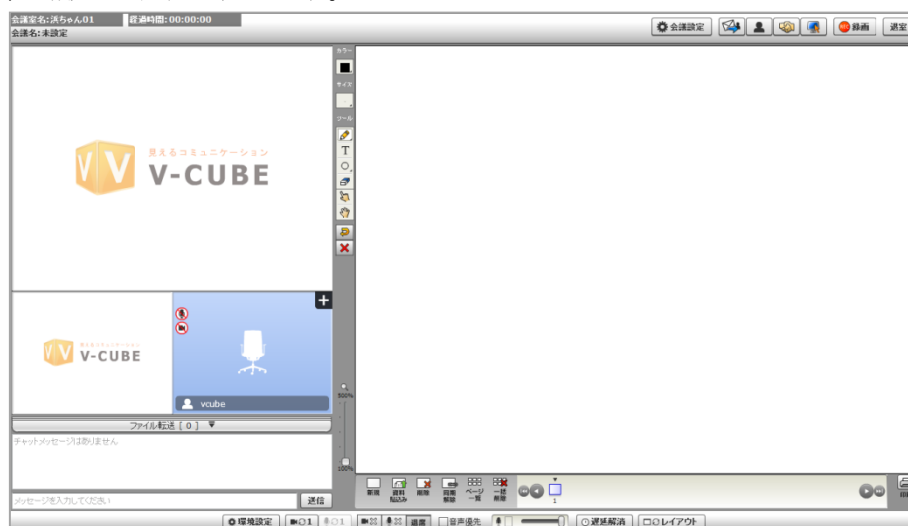 会議室名:浜ちゃん01 経過時間:00:00:00
会議名:未設定
会議設定
録画
退室
カラー
サイズ
ツール
T
見えるコミュニケーション
V-CUBE
V-CUBE
vcube
500%
100%
ファイル転送 [ 0 ] ▼
チャットメッセージはありません
メッセージを入力してください
送信
新規
資料貼込み
削除
同期解除
ページ一覧
一括削除
1
環境設定
1
1
退席
音声優先
遅延解消
レイアウト